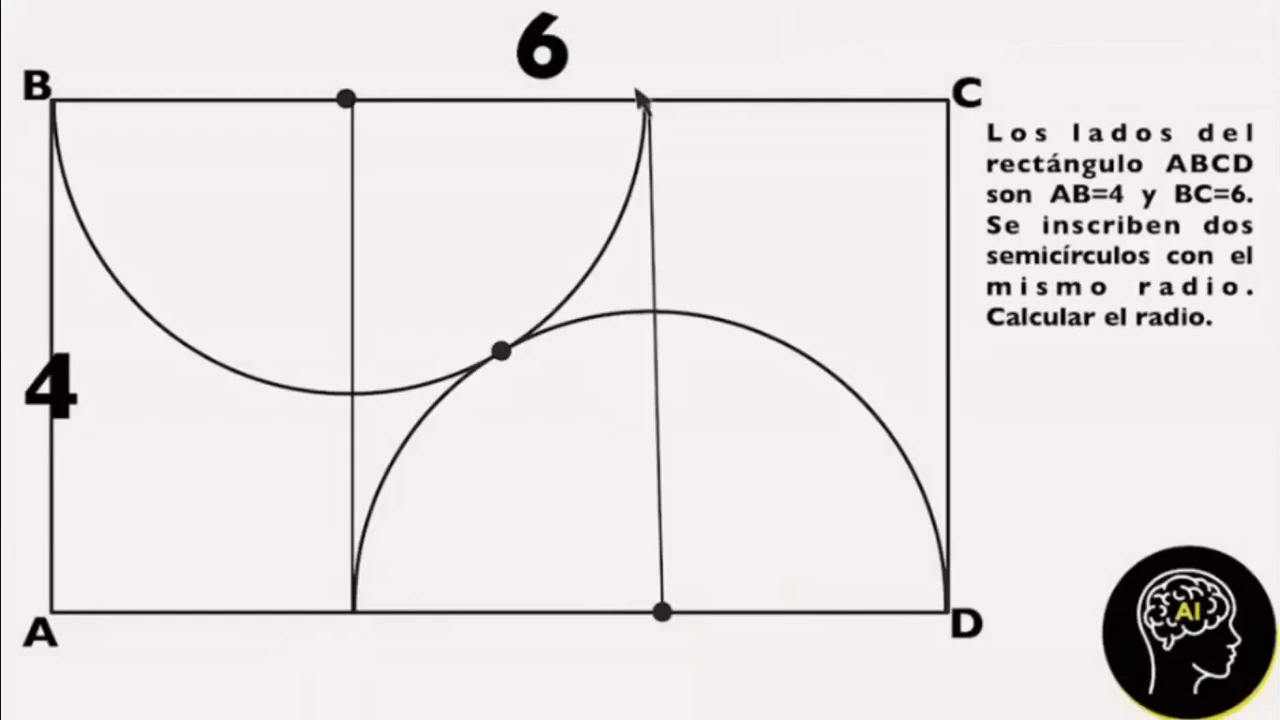 6
B
C
Los lados del
rectángulo ABCD
son AB=4 y BC=6.
Se inscriben dos
semicírculos con el
mismo radio.
Calcular el radio.
4
A
D
AI